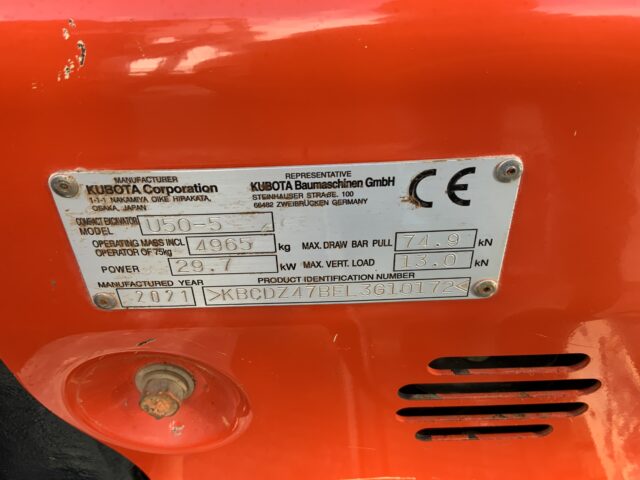 MANUFACTURER
KUBOTA Corporation
1-1-1 NAKAMIYA OIKE HIRAKATA,
OSAKA, JAPAN
REPRESENTATIVE
KUBOTA Baumaschinen GmbH
STEINHAUSER STRAßE, 100
66482 ZWEIBRÜCKEN GERMANY
CE
COMPACT EXCAVATOR
MODEL U50-5
OPERATING MASS INCL.
OPERATOR OF 75kg 4965 kg
MAX. DRAW BAR PULL 74.9 kN
POWER 29.7 kW
MAX. VERT. LOAD 13.0 kN
MANUFACTURED YEAR
2021
PRODUCT IDENTIFICATION NUMBER
>KBCDZ47BEL3G10172<